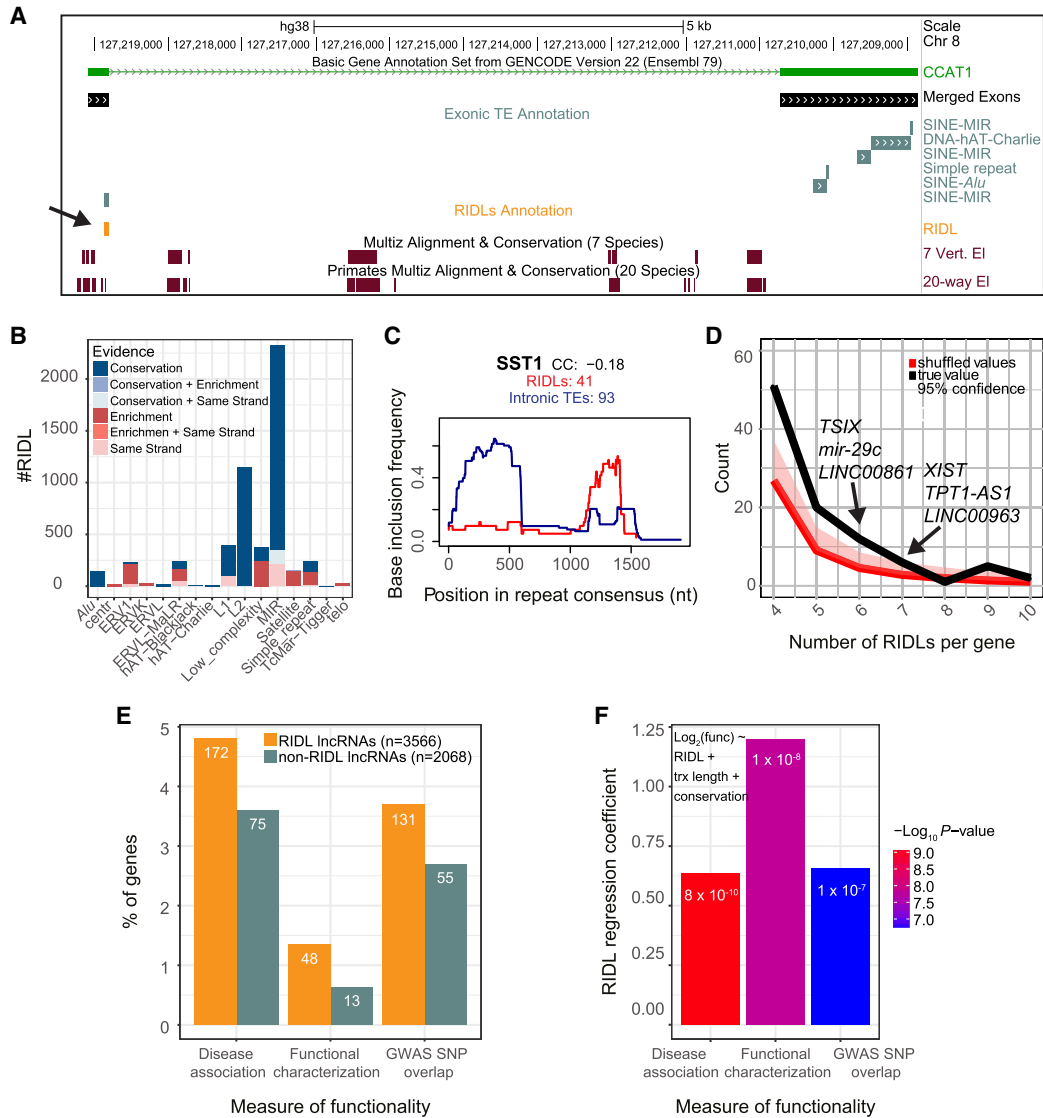 A
hg38
5 kb
Scale
127,219,000
127,218,000
127,217,000
127,216,000
127,215,000
127,214,000
127,213,000
127,212,000
127,211,000
127,210,000
127,209,000
Chr 8
Basic Gene Annotation Set from GENCODE Version 22 (Ensembl 79)
CCAT1
Merged Exons
Exonic TE Annotation
SINE-MIR
DNA-hAT-Charlie
SINE-MIR
Simple repeat
SINE-Alu
SINE-MIR
RIDLs Annotation
RIDL
Multiz Alignment & Conservation (7 Species)
7 Vert. El
Primates Multiz Alignment & Conservation (20 Species)
20-way El
B
Evidence
Conservation
Conservation + Enrichment
Conservation + Same Strand
Enrichment
Enrichmen + Same Strand
Same Strand
#RIDL
2000
1500
1000
500
0
Alu
centr
ERV1
ERVK
ERVL
ERVL-MaLR
hAT-Blackjack
hAT-Charlie
L1
L2
Low_complexity
MIR
Satellite
Simple_repeat
TcMar-Tigger
telo
C
SST1 CC: −0.18
RIDLs: 41
Intronic TEs: 93
Base inclusion frequency
0.4
0.0
0
500
1000
1500
Position in repeat consensus (nt)
D
shuffled values
true value
95% confidence
TSIX
mir-29c
LINC00861
XIST
TPT1-AS1
LINC00963
Count
60
40
20
0
4
5
6
7
8
9
10
Number of RIDLs per gene
E
RIDL lncRNAs (n=3566)
non-RIDL lncRNAs (n=2068)
% of genes
5
4
3
2
1
0
172
75
48
13
131
55
Disease association
Functional characterization
GWAS SNP overlap
Measure of functionality
F
Log2(func) ~
RIDL +
trx length +
conservation
RIDL regression coefficient
1.25
1.00
0.75
0.50
0.25
0.00
8 x 10⁻¹⁰
1 x 10⁻⁸
1 x 10⁻⁷
Disease association
Functional characterization
GWAS SNP overlap
Measure of functionality
−Log10 P−value
9.0
8.5
8.0
7.5
7.0